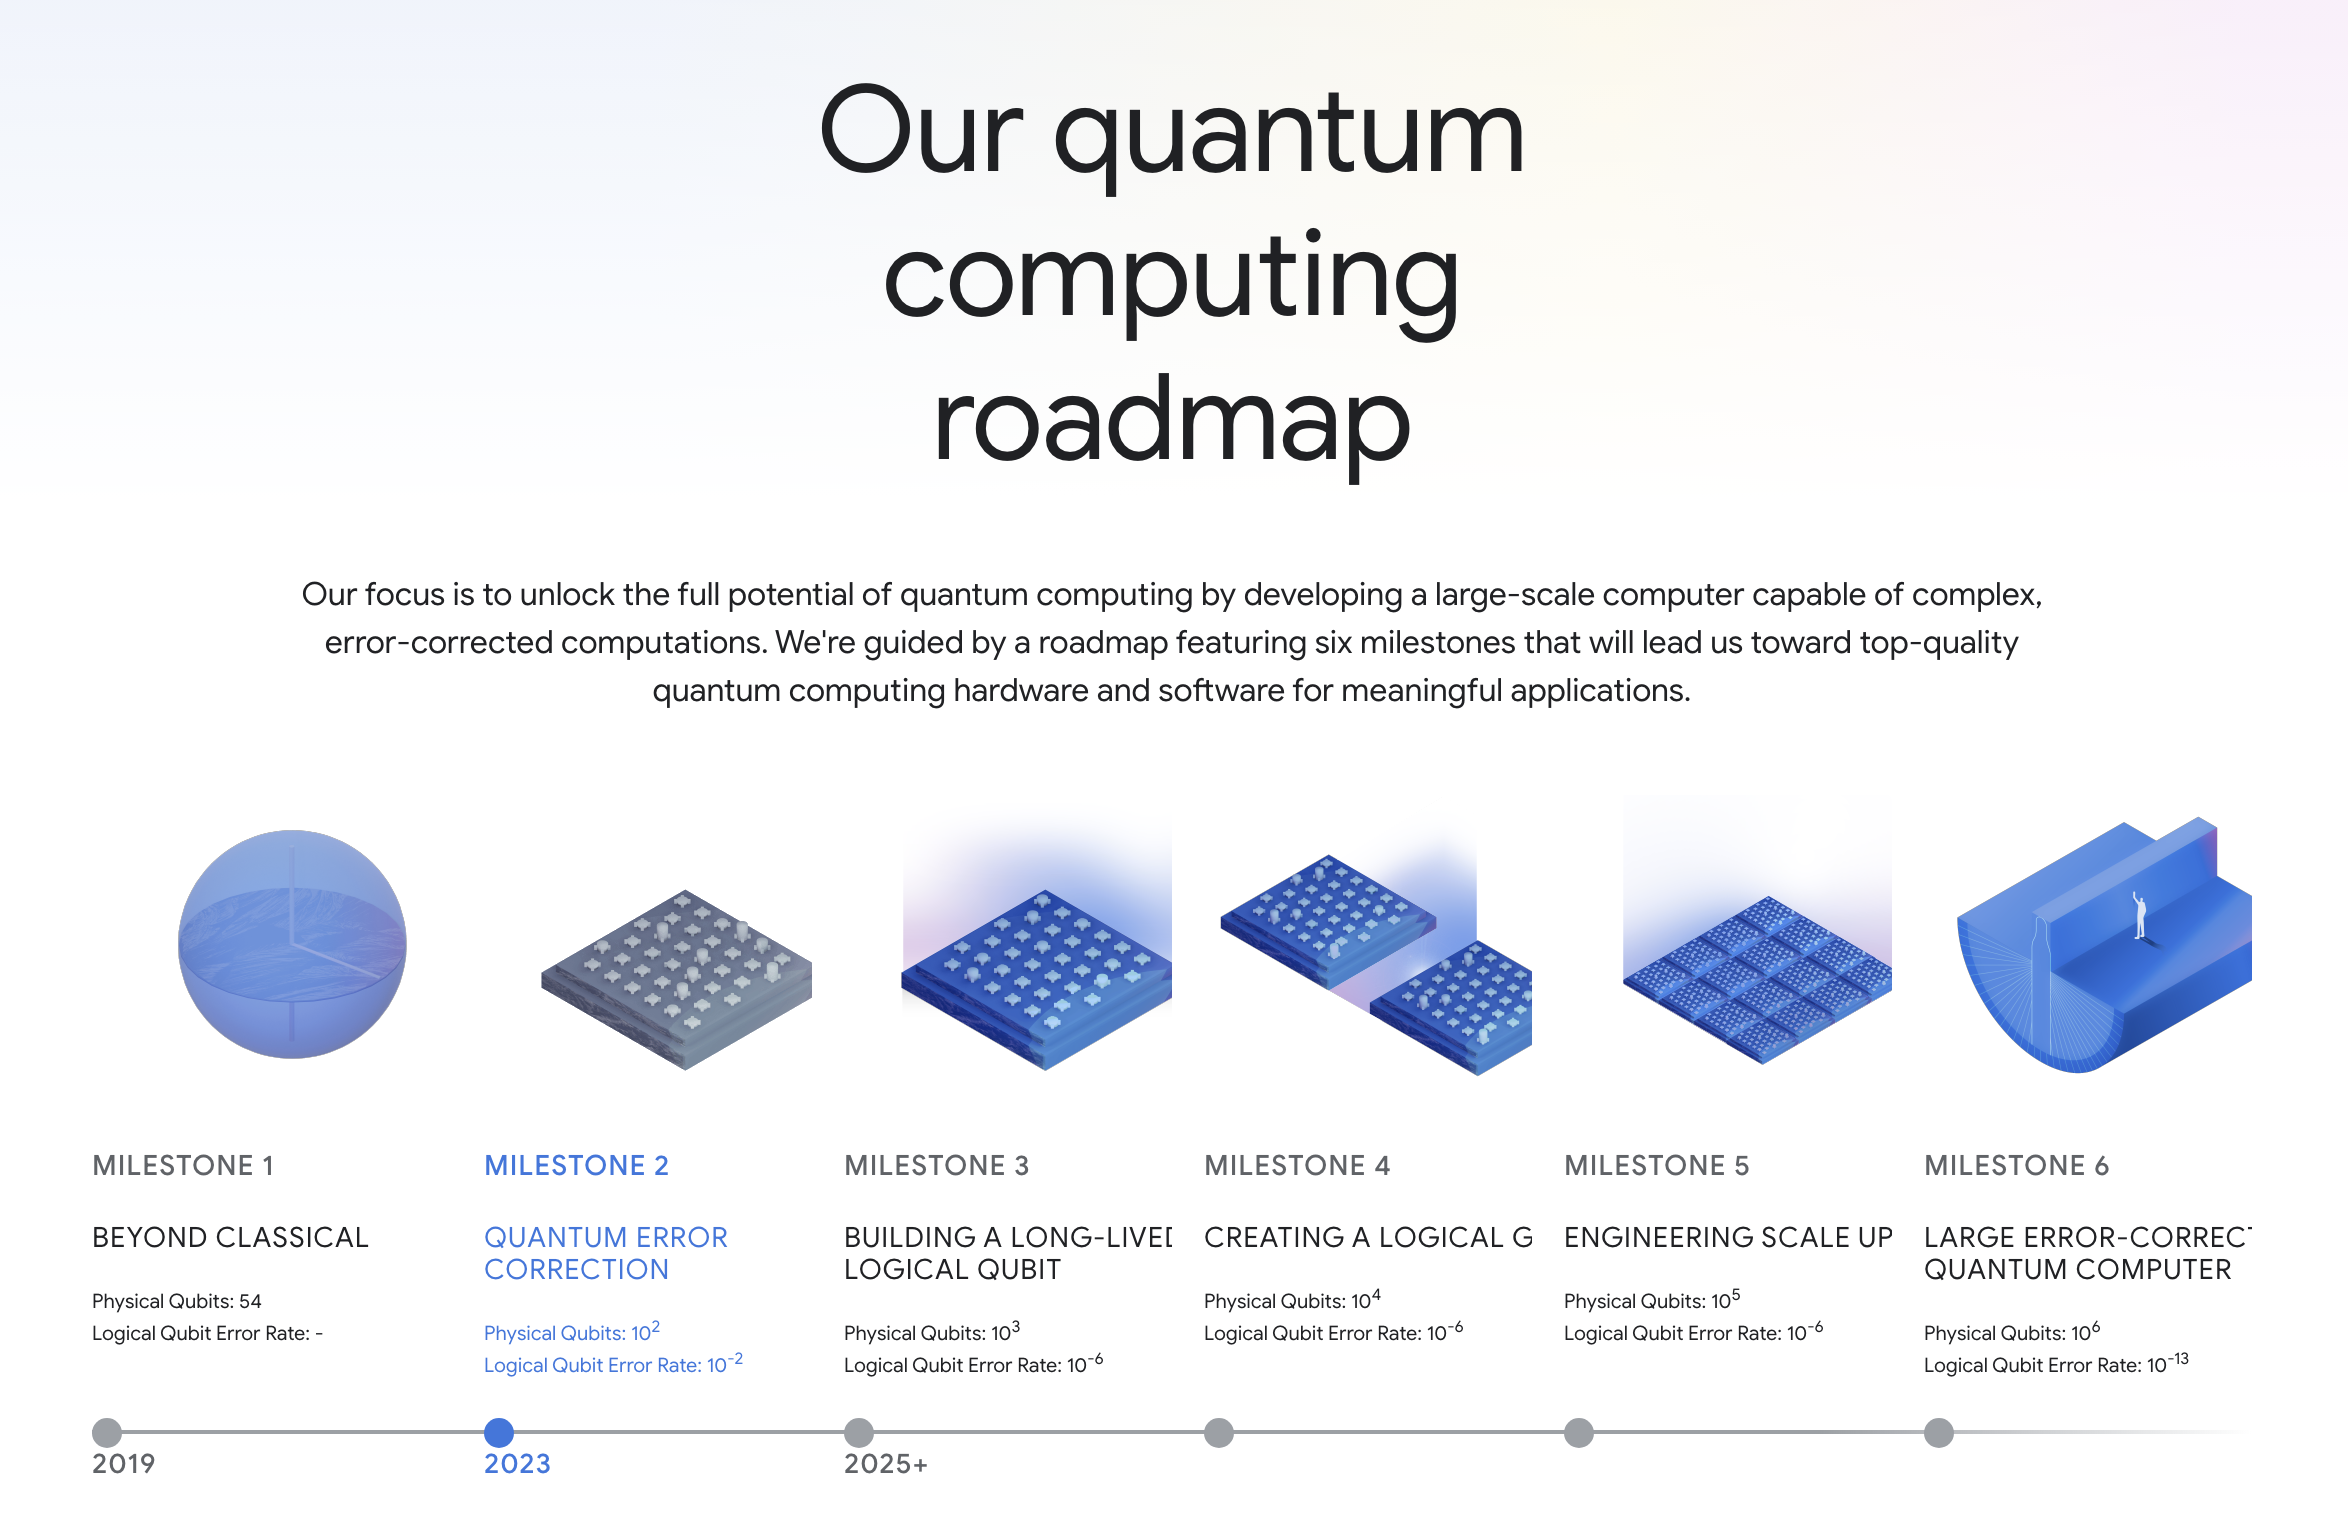 Our quantum
computing
roadmap
Our focus is to unlock the full potential of quantum computing by developing a large-scale computer capable of complex,
error-corrected computations. We're guided by a roadmap featuring six milestones that will lead us toward top-quality
quantum computing hardware and software for meaningful applications.
MILESTONE 1
BEYOND CLASSICAL
Physical Qubits: 54
Logical Qubit Error Rate: -
2019
MILESTONE 2
QUANTUM ERROR
CORRECTION
Physical Qubits: 10²
Logical Qubit Error Rate: 10⁻²
2023
MILESTONE 3
BUILDING A LONG-LIVED
LOGICAL QUBIT
Physical Qubits: 10³
Logical Qubit Error Rate: 10⁻⁶
2025+
MILESTONE 4
CREATING A LOGICAL G
Physical Qubits: 10⁴
Logical Qubit Error Rate: 10⁻⁶
MILESTONE 5
ENGINEERING SCALE UP
Physical Qubits: 10⁵
Logical Qubit Error Rate: 10⁻⁶
MILESTONE 6
LARGE ERROR-CORRECT
QUANTUM COMPUTER
Physical Qubits: 10⁶
Logical Qubit Error Rate: 10⁻¹³